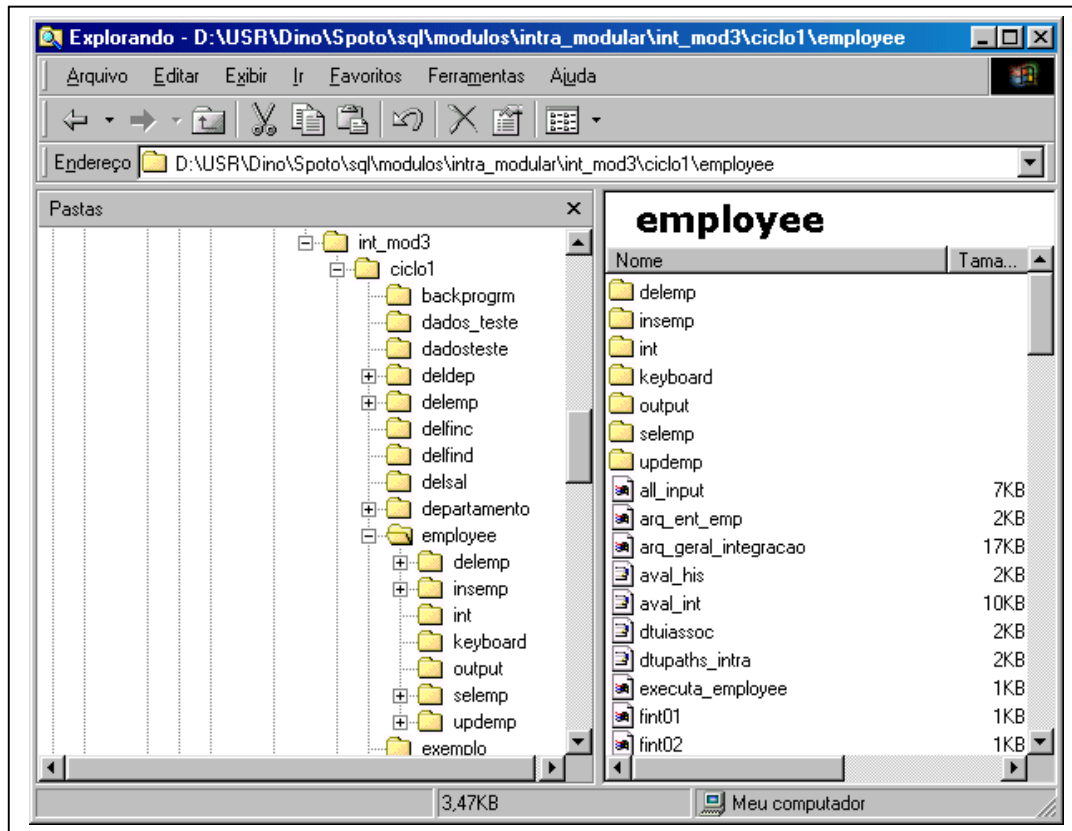 Explorando - D:\USR\Dino\Spoto\sql\modulos\intra_modular\int_mod3\ciclo1\employee
Arquivo Editar Exibir Ir Favoritos Ferramentas Ajuda
Endereço D:\USR\Dino\Spoto\sql\modulos\intra_modular\int_mod3\ciclo1\employee
Pastas
int_mod3
ciclo1
backprogrm
dados_teste
dadosteste
deldep
delemp
delfinc
delfind
delsal
departamento
employee
delemp
insemp
int
keyboard
output
selemp
updemp
exemplo
employee
Nome Tama...
delemp
insemp
int
keyboard
output
selemp
updemp
all_input 7KB
arq_ent_emp 2KB
arq_geral_integracao 17KB
aval_his 2KB
aval_int 10KB
dtuiassoc 2KB
dtupaths_intra 2KB
executa_employee 1KB
fint01 1KB
fint02 1KB
3,47KB Meu computador